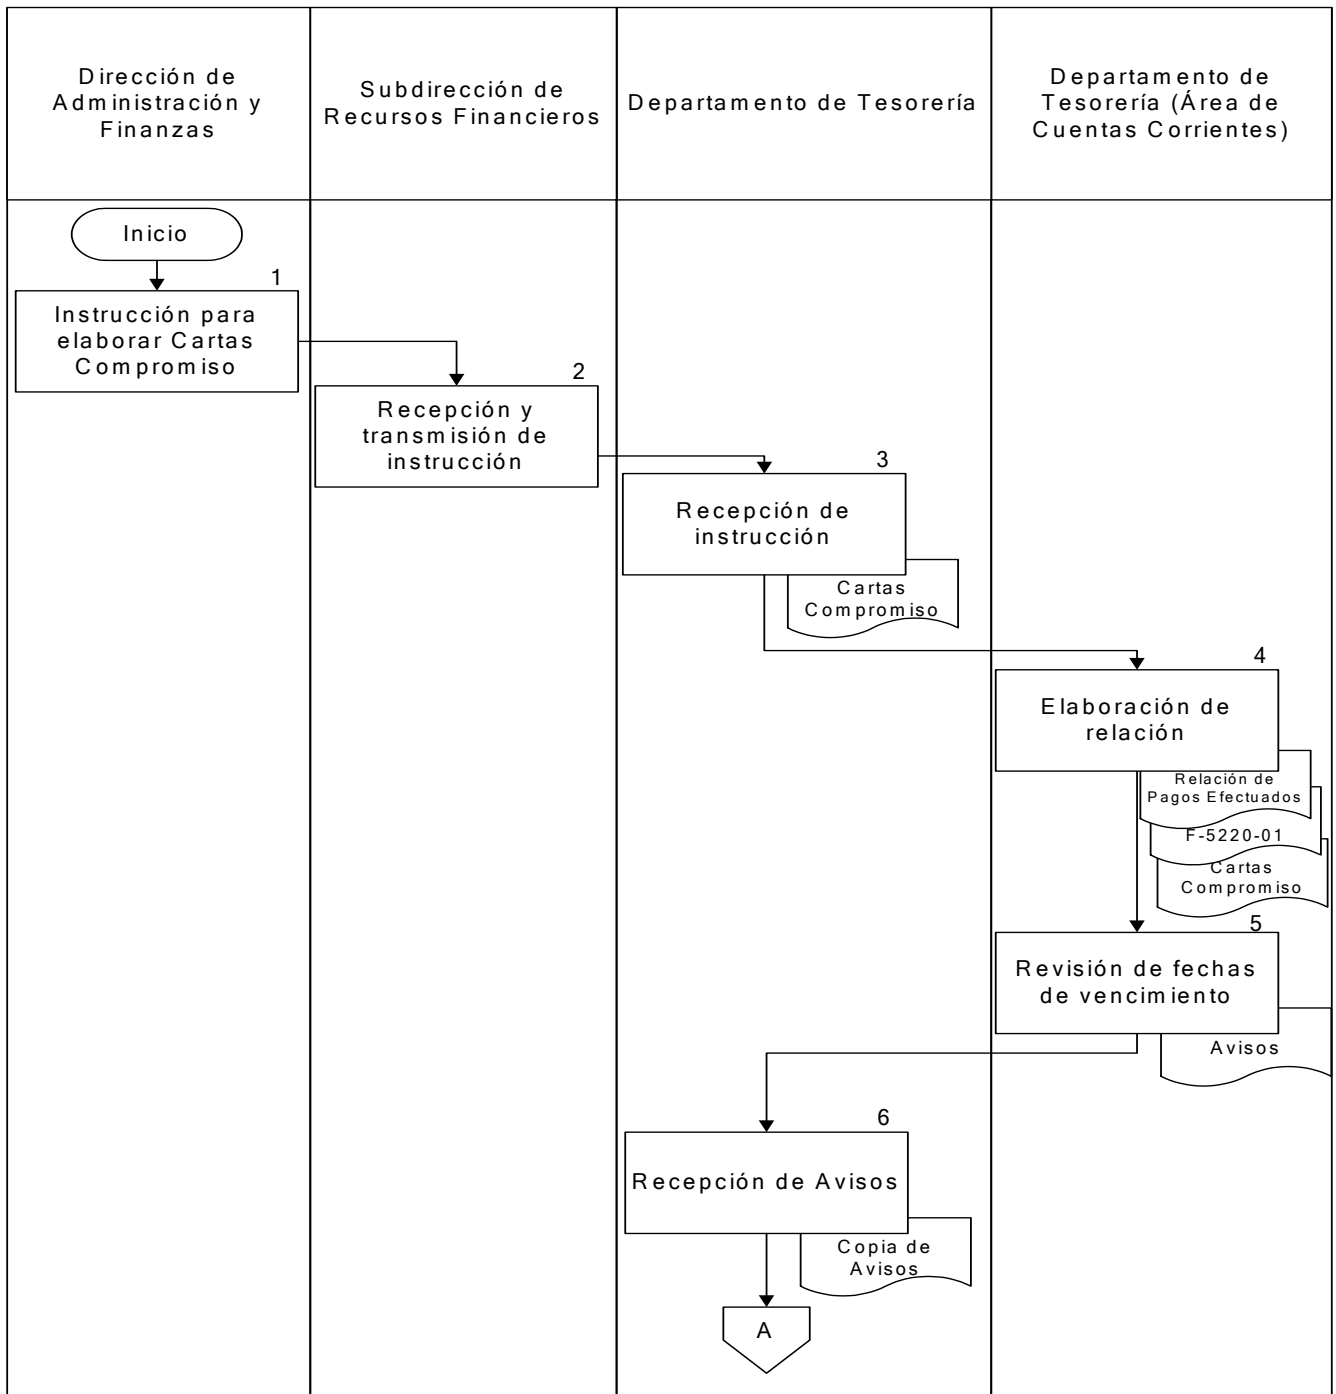 Dirección de
Administración y
Finanzas
Subdirección de
Recursos Financieros
Departamento de Tesorería
Departamento de
Tesorería (Área de
Cuentas Corrientes)
Inicio
1
Instrucción para
elaborar Cartas
Compromiso
2
Recepción y
transmisión de
instrucción
3
Recepción de
instrucción
Cartas
Compromiso
4
Elaboración de
relación
Relación de
Pagos Efectuados
F-5220-01
Cartas
Compromiso
5
Revisión de fechas
de vencimiento
Avisos
6
Recepción de Avisos
Copia de
Avisos
A